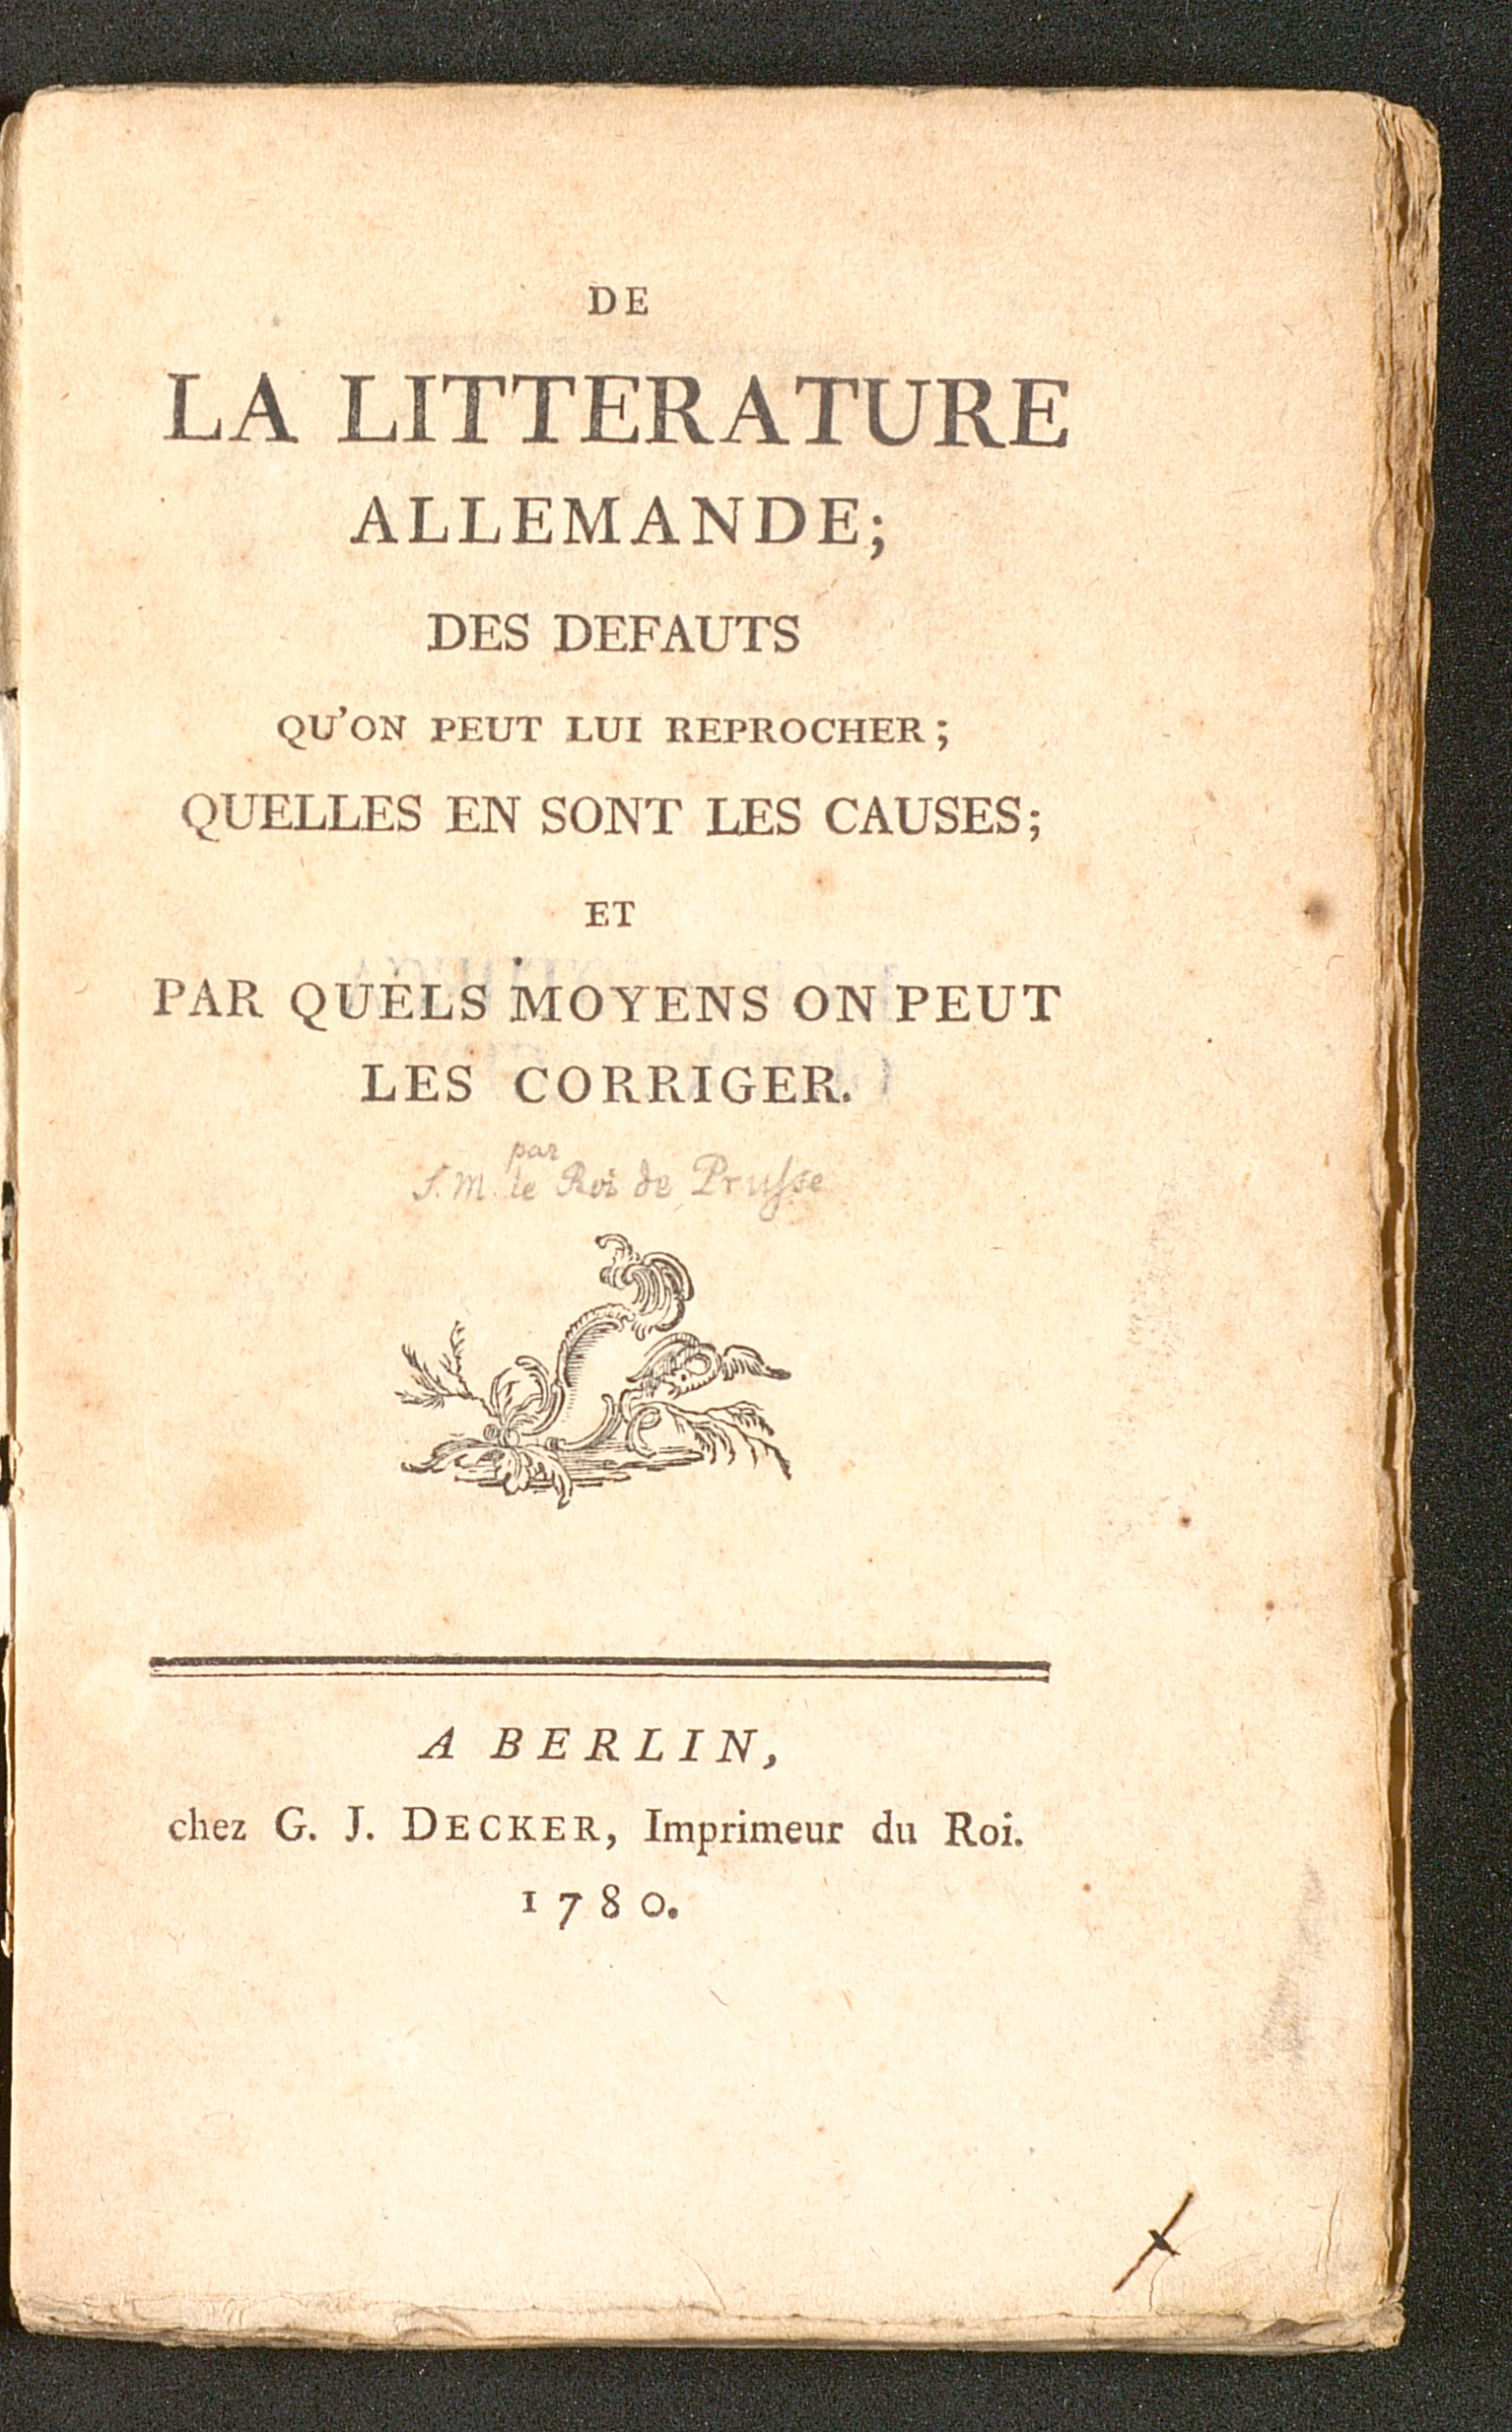 DE
LA LITTERATURE
ALLEMANDE;
DES DEFAUTS
QU'ON PEUT LUI REPROCHER;
QUELLES EN SONT LES CAUSES;
ET
PAR QUELS MOYENS ON PEUT
LES CORRIGER.
par
S. M. le Roi de Prusse
A BERLIN,
chez G. J. DECKER, Imprimeur du Roi.
1780.